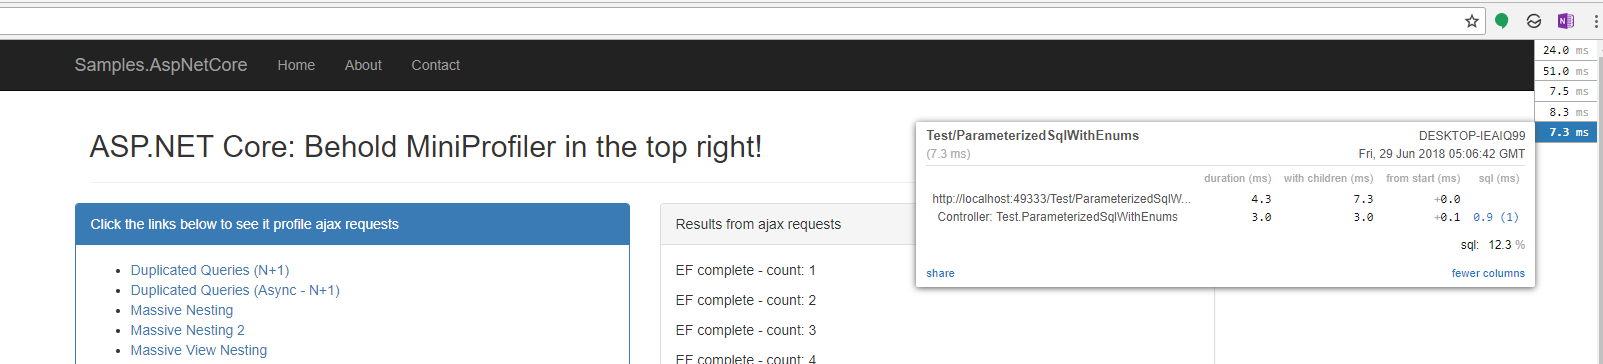 Samples.AspNetCore Home About Contact
24.0 ms
51.0 ms
7.5 ms
8.3 ms
7.3 ms
ASP.NET Core: Behold MiniProfiler in the top right!
Test/ParameterizedSqlWithEnums DESKTOP-IEAIQ99
(7.3 ms) Fri, 29 Jun 2018 05:06:42 GMT
duration (ms) with children (ms) from start (ms) sql (ms)
http://localhost:49333/Test/ParameterizedSqlW... 4.3 7.3 +0.0
Controller: Test.ParameterizedSqlWithEnums 3.0 3.0 +0.1 0.9 (1)
sql: 12.3 %
share fewer columns
Click the links below to see it profile ajax requests
Duplicated Queries (N+1)
Duplicated Queries (Async - N+1)
Massive Nesting
Massive Nesting 2
Massive View Nesting
Results from ajax requests
EF complete - count: 1
EF complete - count: 2
EF complete - count: 3
EF complete - count: 4